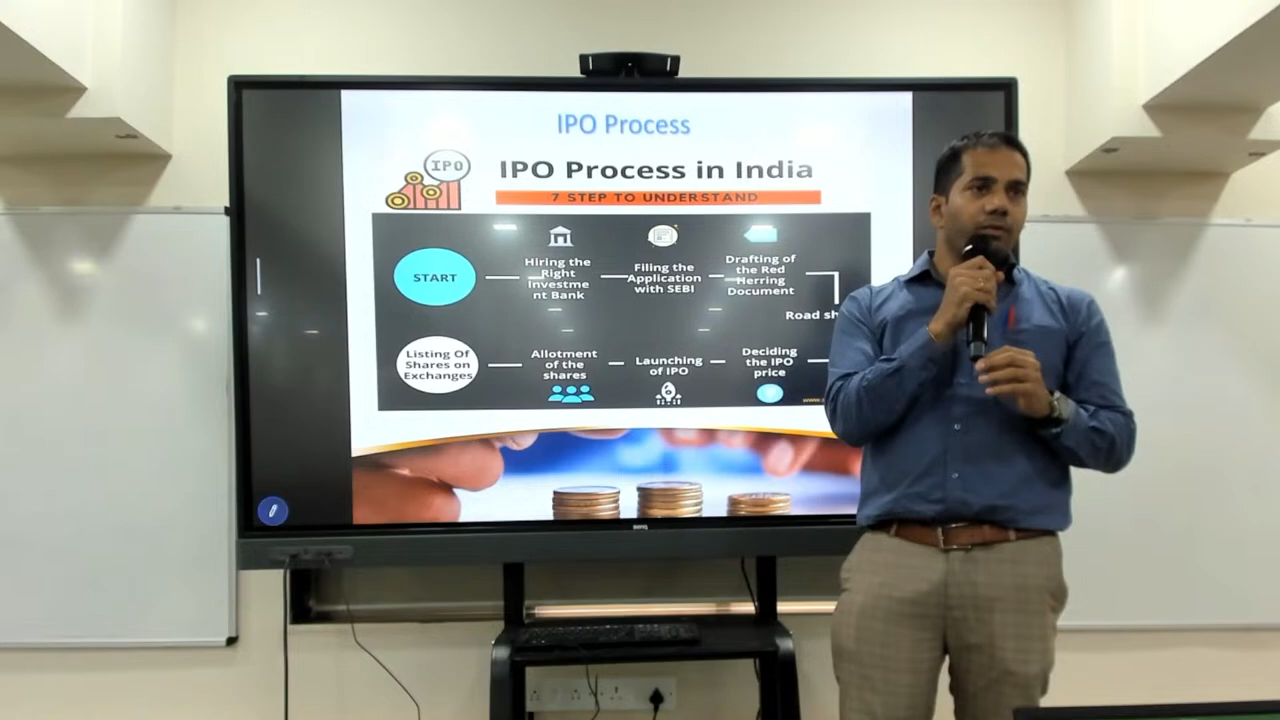 IPO Process
IPO
IPO Process in India
7 STEP TO UNDERSTAND
START
Hiring the
Right
Investme
nt Bank
Filing the
Application
with SEBI
Drafting of
the Red
Herring
Document
Road sh
Listing Of
Shares on
Exchanges
Allotment
of the
shares
Launching
of IPO
Deciding
the IPO
price
BenQ